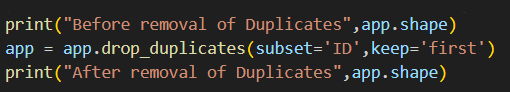 print("Before removal of Duplicates",app.shape)
app = app.drop_duplicates(subset='ID',keep='first')
print("After removal of Duplicates",app.shape)